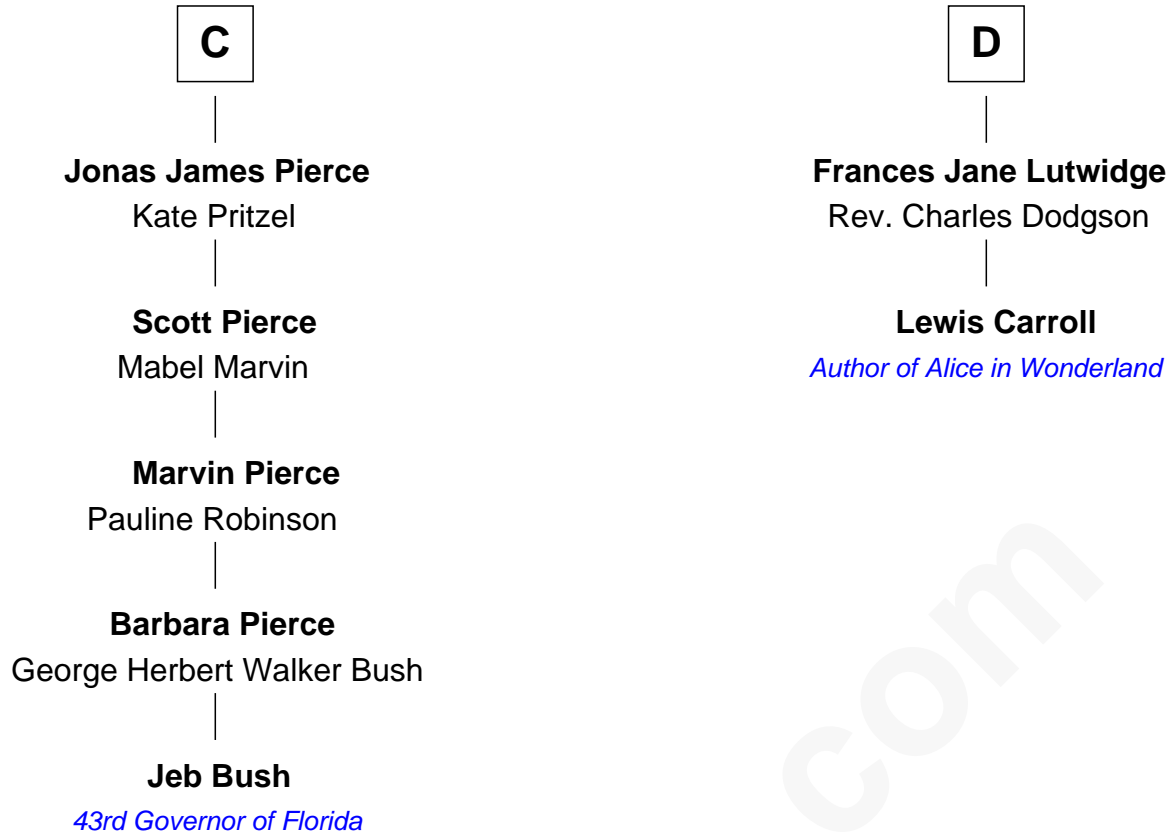 C
Jonas James Pierce
Kate Pritzel
Scott Pierce
Mabel Marvin
Marvin Pierce
Pauline Robinson
Barbara Pierce
George Herbert Walker Bush
Jeb Bush
43rd Governor of Florida
D
Frances Jane Lutwidge
Rev. Charles Dodgson
Lewis Carroll
Author of Alice in Wonderland
com